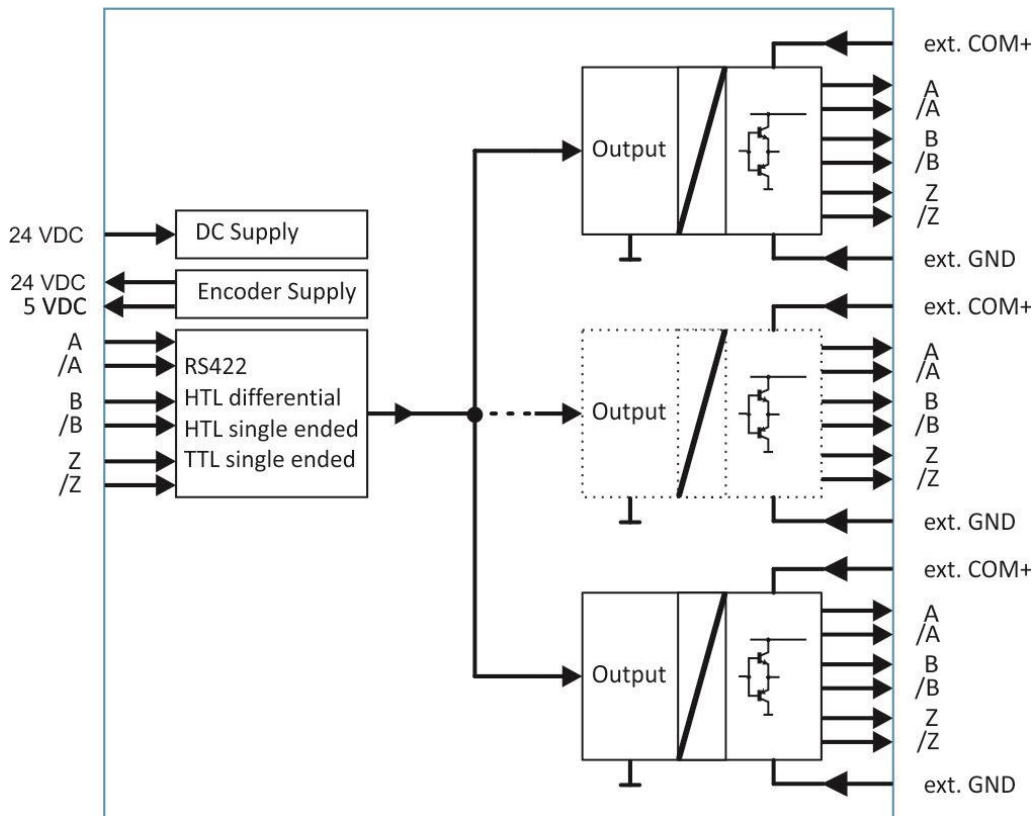 24 VDC
DC Supply
24 VDC
5 VDC
Encoder Supply
A
/A
B
/B
Z
/Z
RS422
HTL differential
HTL single ended
TTL single ended
Output
ext. COM+
A
/A
B
/B
Z
/Z
ext. GND
Output
ext. COM+
A
/A
B
/B
Z
/Z
ext. GND
Output
ext. COM+
A
/A
B
/B
Z
/Z
ext. GND